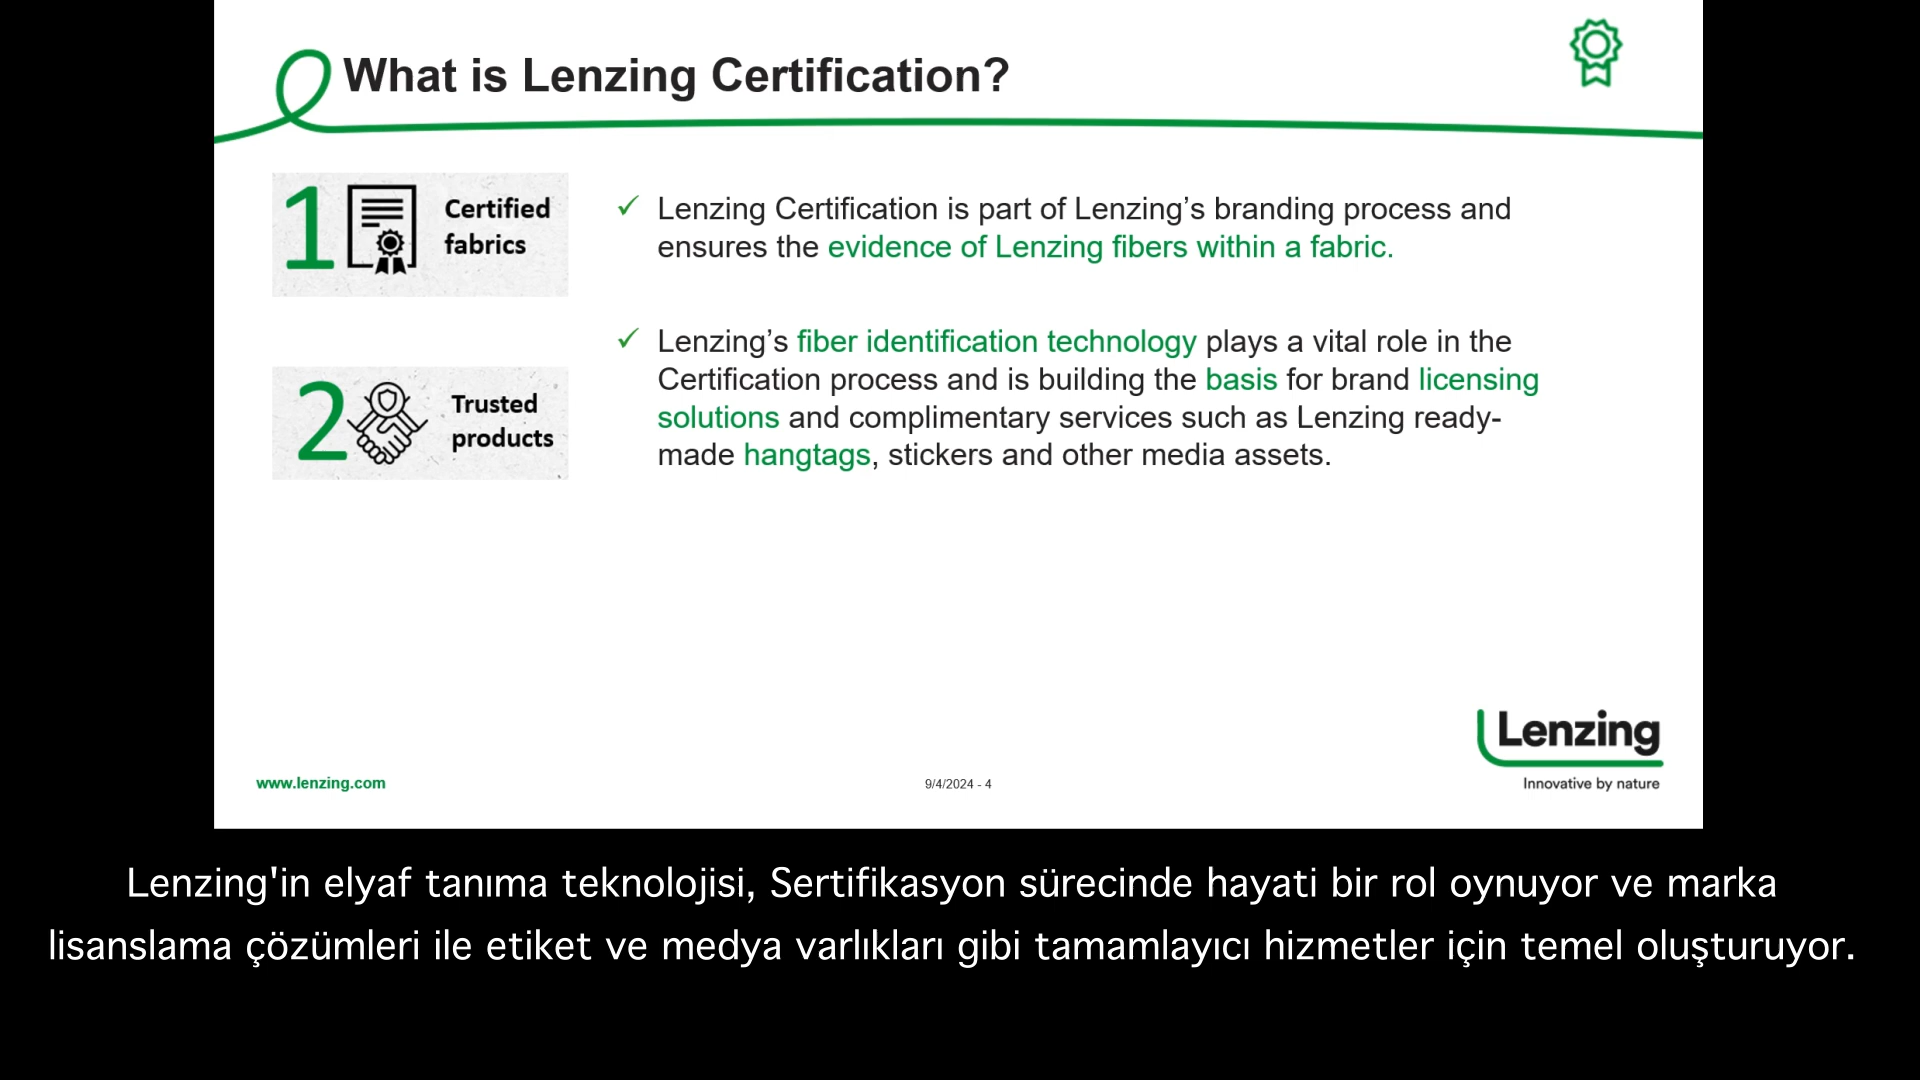 What is Lenzing Certification?
1 Certified
fabrics
✓ Lenzing Certification is part of Lenzing’s branding process and
ensures the evidence of Lenzing fibers within a fabric.
2 Trusted
products
✓ Lenzing’s fiber identification technology plays a vital role in the
Certification process and is building the basis for brand licensing
solutions and complimentary services such as Lenzing ready-
made hangtags, stickers and other media assets.
Lenzing
Innovative by nature
www.lenzing.com
9/4/2024 - 4
Lenzing'in elyaf tanıma teknolojisi, Sertifikasyon sürecinde hayati bir rol oynuyor ve marka
lisanslama çözümleri ile etiket ve medya varlıkları gibi tamamlayıcı hizmetler için temel oluşturuyor.